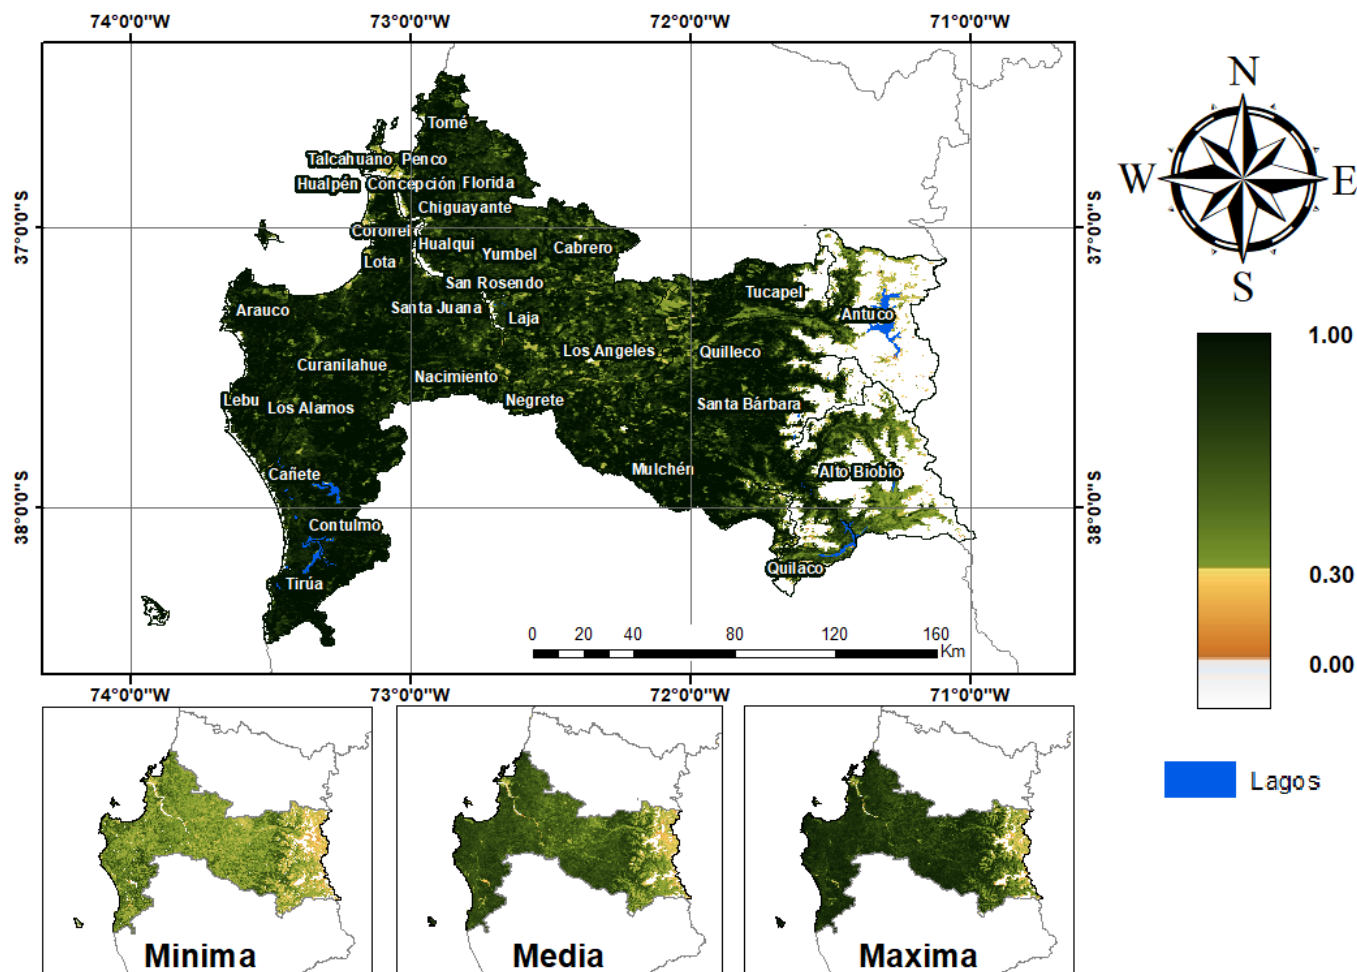 74°0'0"W 73°0'0"W 72°0'0"W 71°0'0"W
N
W E
S
Tomé
Talcahuano Penco
Hualpén Concepción Florida
Chiguayante
37°0'0"S 37°0'0"S
Coronel
Hualqui
Yumbel
Cabrero
Lota
San Rosendo
Tucapel
Arauco
Santa Juana
Laja
Antuco
1.00
Los Angeles
Quilleco
Curanilahue
Nacimiento
Lebu
Los Alamos
Negrete
Santa Bárbara
Cañete
Mulchén
Alto Biobío
38°0'0"S 38°0'0"S
Contulmo
Quilaco
Tirúa
0.30
0 20 40 80 120 160
Km
0.00
74°0'0"W 73°0'0"W 72°0'0"W 71°0'0"W
Lagos
Minima
Media
Maxima